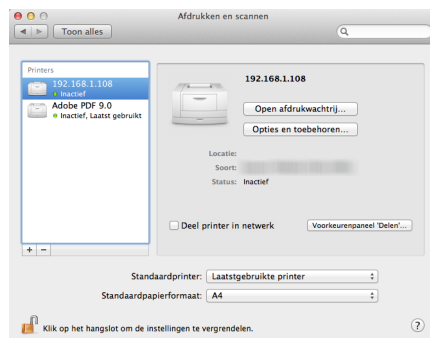 Afdrukken en scannen
Toon alles
Printers
192.168.1.108
Inactief
Adobe PDF 9.0
Inactief, Laatst gebruikt
192.168.1.108
Open afdrukwachtrij...
Opties en toebehoren...
Locatie:
Soort:
Status: Inactief
Deel printer in netwerk
Voorkeurenpaneel 'Delen'...
+ −
Standaardprinter: Laatstgebruikte printer
Standaardpapierformaat: A4
Klik op het hangslot om de instellingen te vergrendelen.
?